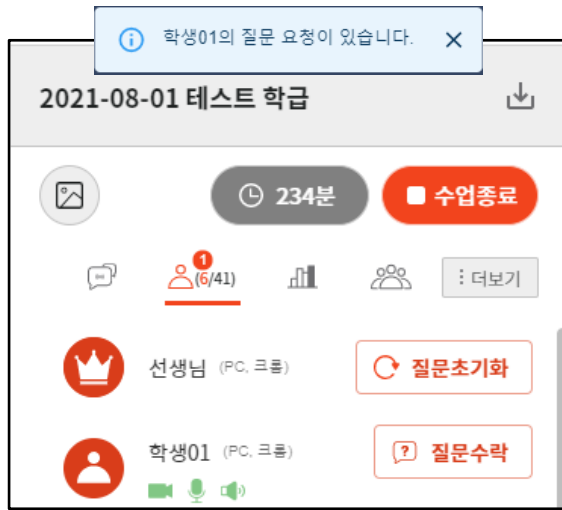 학생01의 질문 요청이 있습니다.
2021-08-01 테스트 학급
234분
수업종료
1
(6/41)
더보기
선생님 (PC, 크롬)
질문초기화
학생01 (PC, 크롬)
질문수락